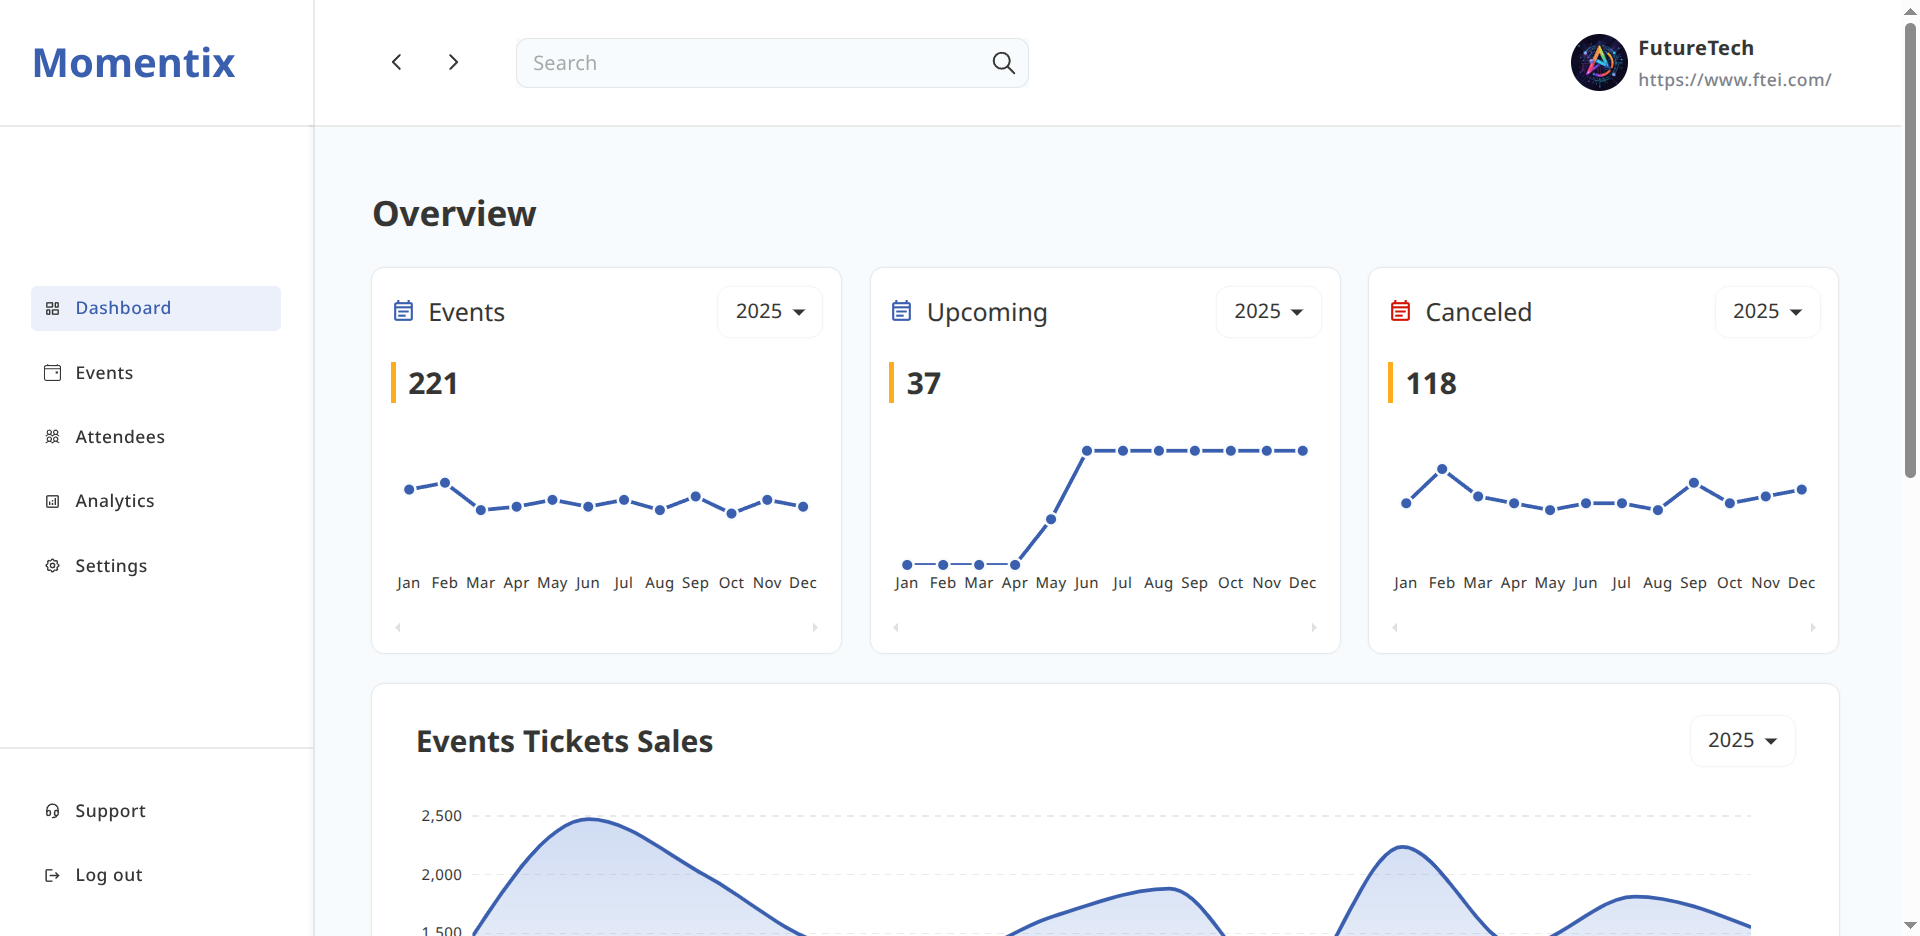 Momentix
Search
FutureTech
https://www.ftei.com/
Dashboard
Events
Attendees
Analytics
Settings
Support
Log out
Overview
Events
2025
221
Jan Feb Mar Apr May Jun Jul Aug Sep Oct Nov Dec
Upcoming
2025
37
Jan Feb Mar Apr May Jun Jul Aug Sep Oct Nov Dec
Canceled
2025
118
Jan Feb Mar Apr May Jun Jul Aug Sep Oct Nov Dec
Events Tickets Sales
2025
2,500
2,000
1,500